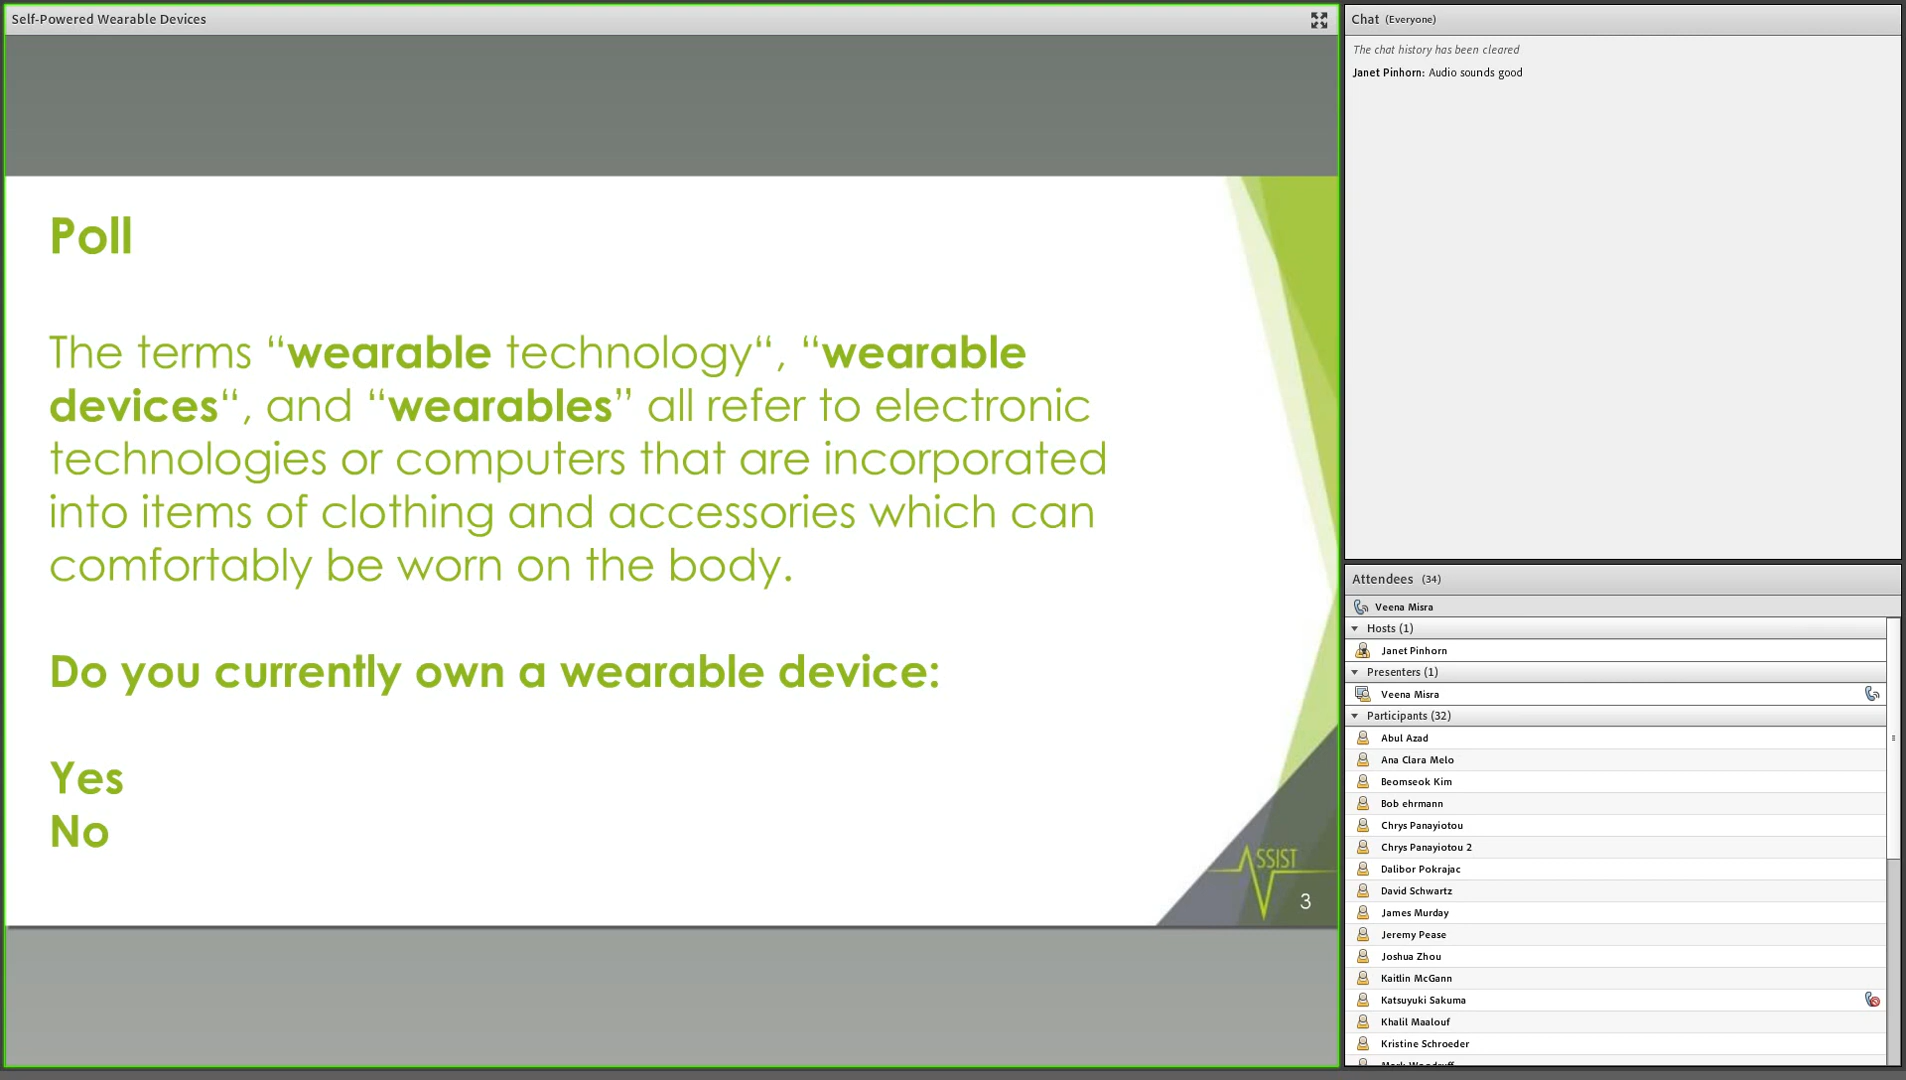 Self-Powered Wearable Devices
Poll
The terms “wearable technology“, “wearable
devices“, and “wearables” all refer to electronic
technologies or computers that are incorporated
into items of clothing and accessories which can
comfortably be worn on the body.
Do you currently own a wearable device:
Yes
No
SSIST
3
Chat (Everyone)
The chat history has been cleared
Janet Pinhorn: Audio sounds good
Attendees (34)
Veena Misra
Hosts (1)
Janet Pinhorn
Presenters (1)
Veena Misra
Participants (32)
Abul Azad
Ana Clara Melo
Beomseok Kim
Bob ehrmann
Chrys Panayiotou
Chrys Panayiotou 2
Dalibor Pokrajac
David Schwartz
James Murday
Jeremy Pease
Joshua Zhou
Kaitlin McGann
Katsuyuki Sakuma
Khalil Maalouf
Kristine Schroeder